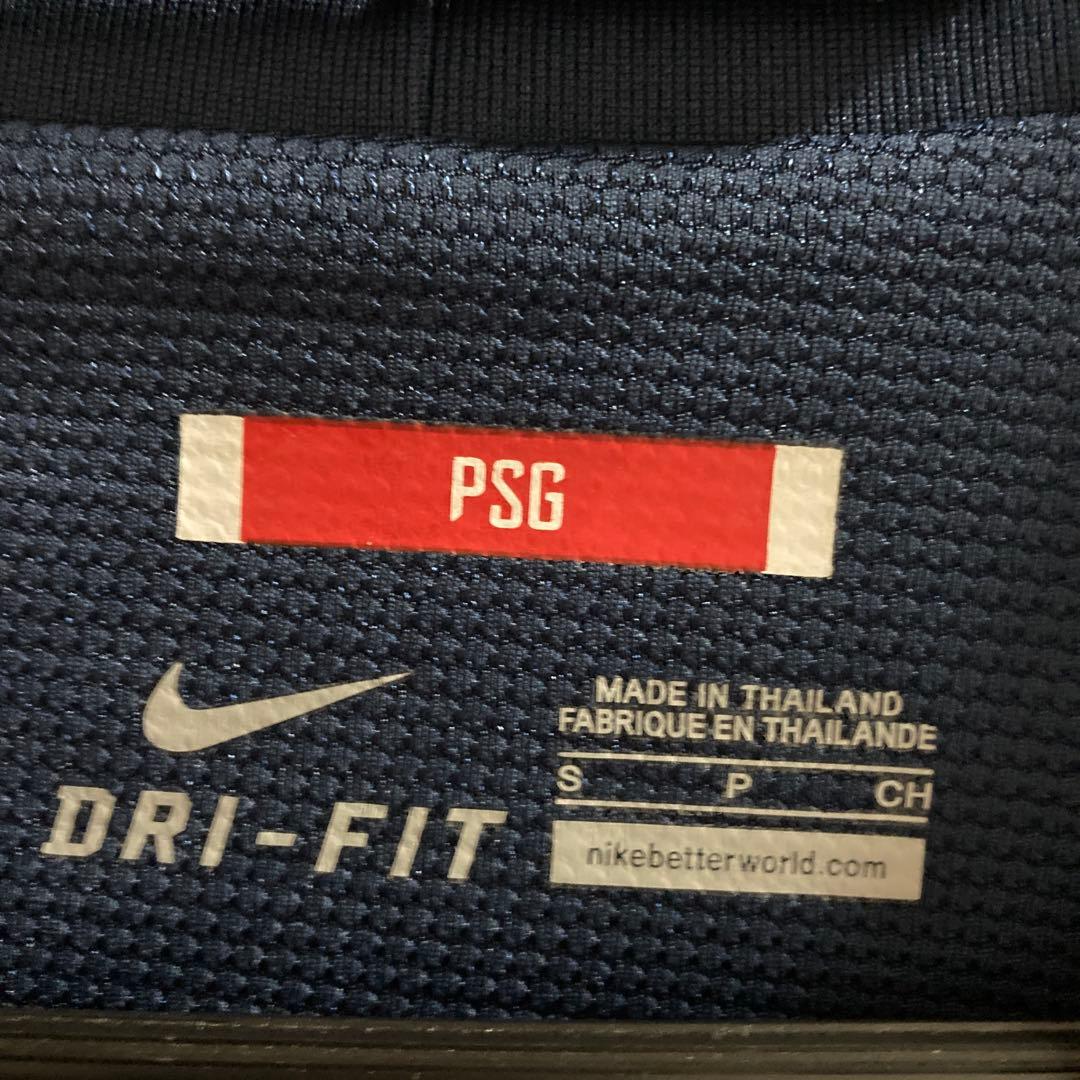 PSG
MADE IN THAILAND
FABRIQUE EN THAILANDE
S P CH
DRI-FIT
nikebetterworld.com